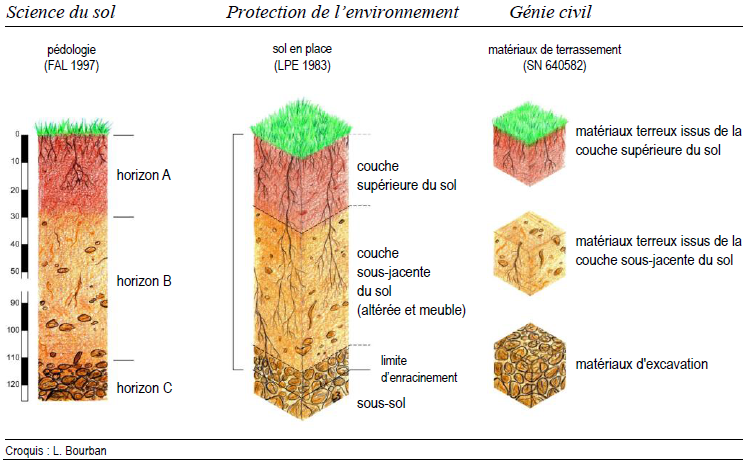 Science du sol
Protection de l'environnement
Génie civil
pédologie
(FAL 1997)
sol en place
(LPE 1983)
matériaux de terrassement
(SN 640582)
0
10
20
30
40
50
90
100
110
120
horizon A
horizon B
horizon C
couche
supérieure du sol
couche
sous-jacente
du sol
(altérée et meuble)
limite
d'enracinement
sous-sol
matériaux terreux issus de la
couche supérieure du sol
matériaux terreux issus de la
couche sous-jacente du sol
matériaux d'excavation
Croquis : L. Bourban